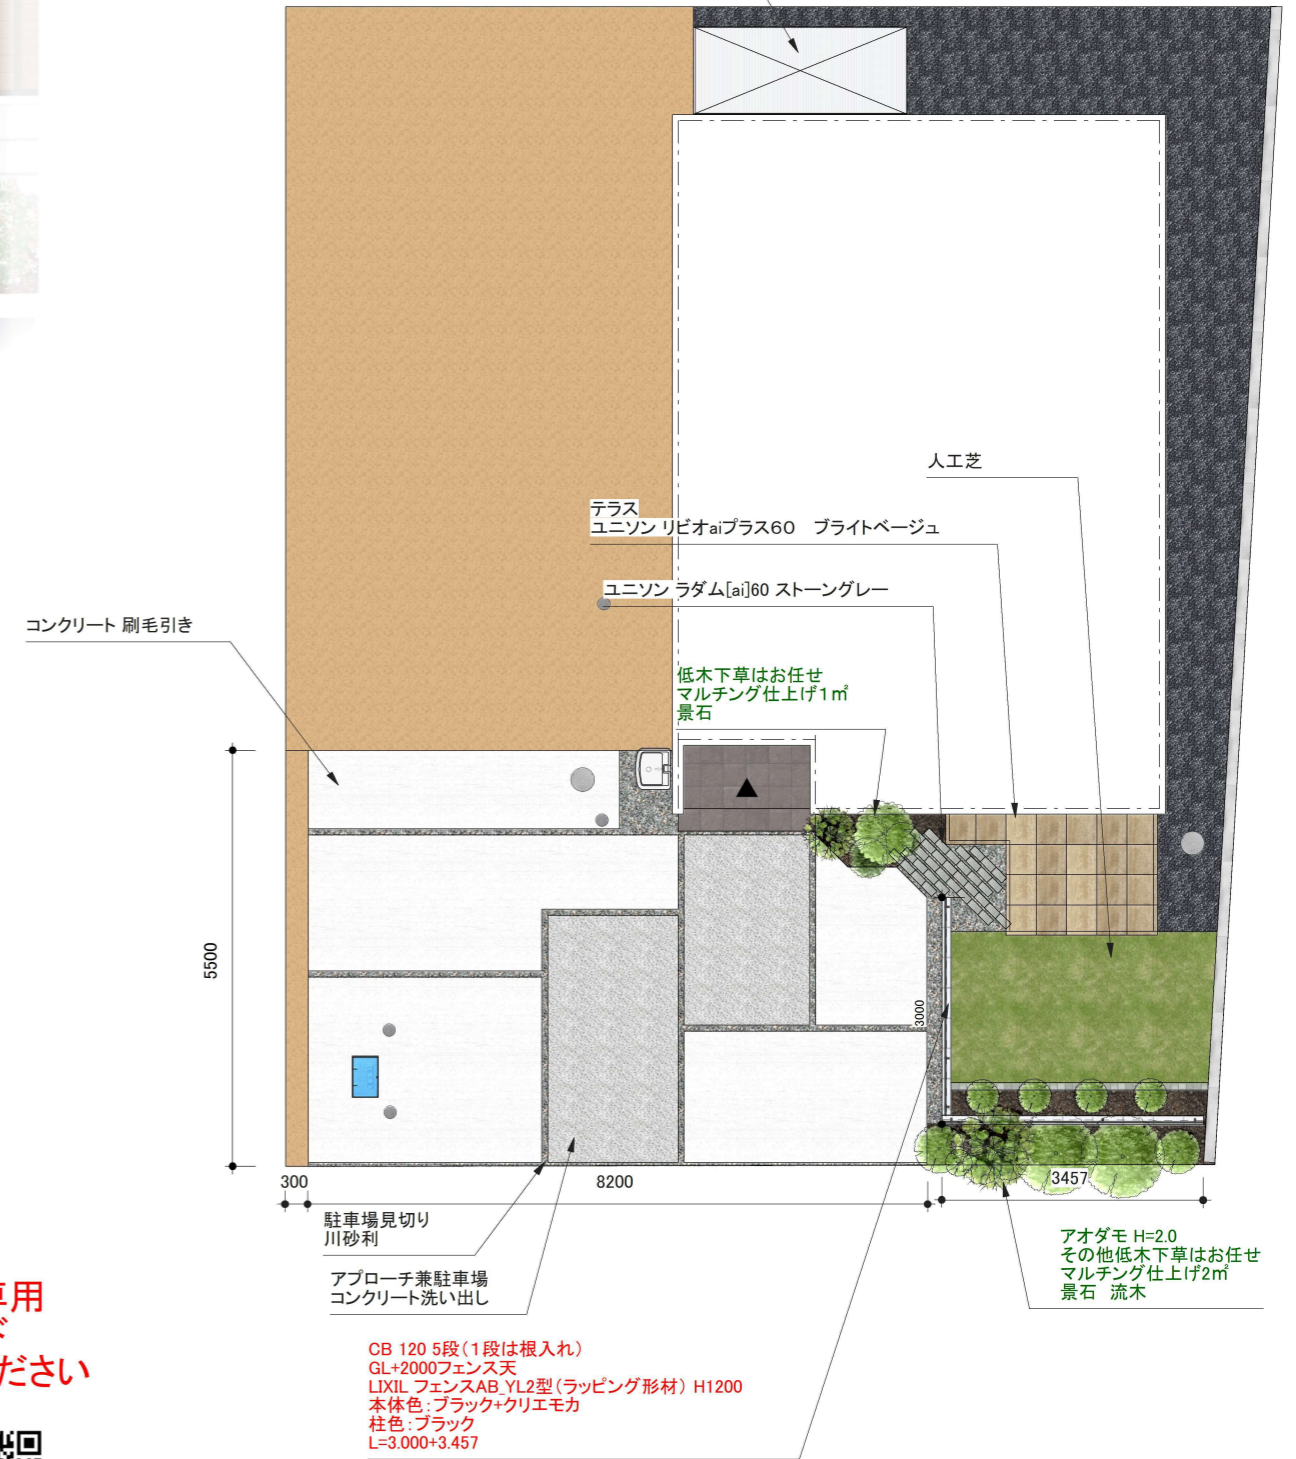 人工芝
テラス
ユニソン リビオaiプラス60　ブライトベージュ
ユニソン ラダム[ai]60 ストーングレー
コンクリート 刷毛引き
低木下草はお任せ
マルチング仕上げ1㎡
景石
5500
3000
300
8200
3457
駐車場見切り
川砂利
アプローチ兼駐車場
コンクリート洗い出し
アオダモ H=2.0
その他低木下草はお任せ
マルチング仕上げ2㎡
景石 流木
CB 120 5段(1段は根入れ)
GL+2000フェンス天
LIXIL フェンスAB_YL2型(ラッピング形材) H1200
本体色:ブラック+クリエモカ
柱色:ブラック
L=3.000+3.457
用
ださい